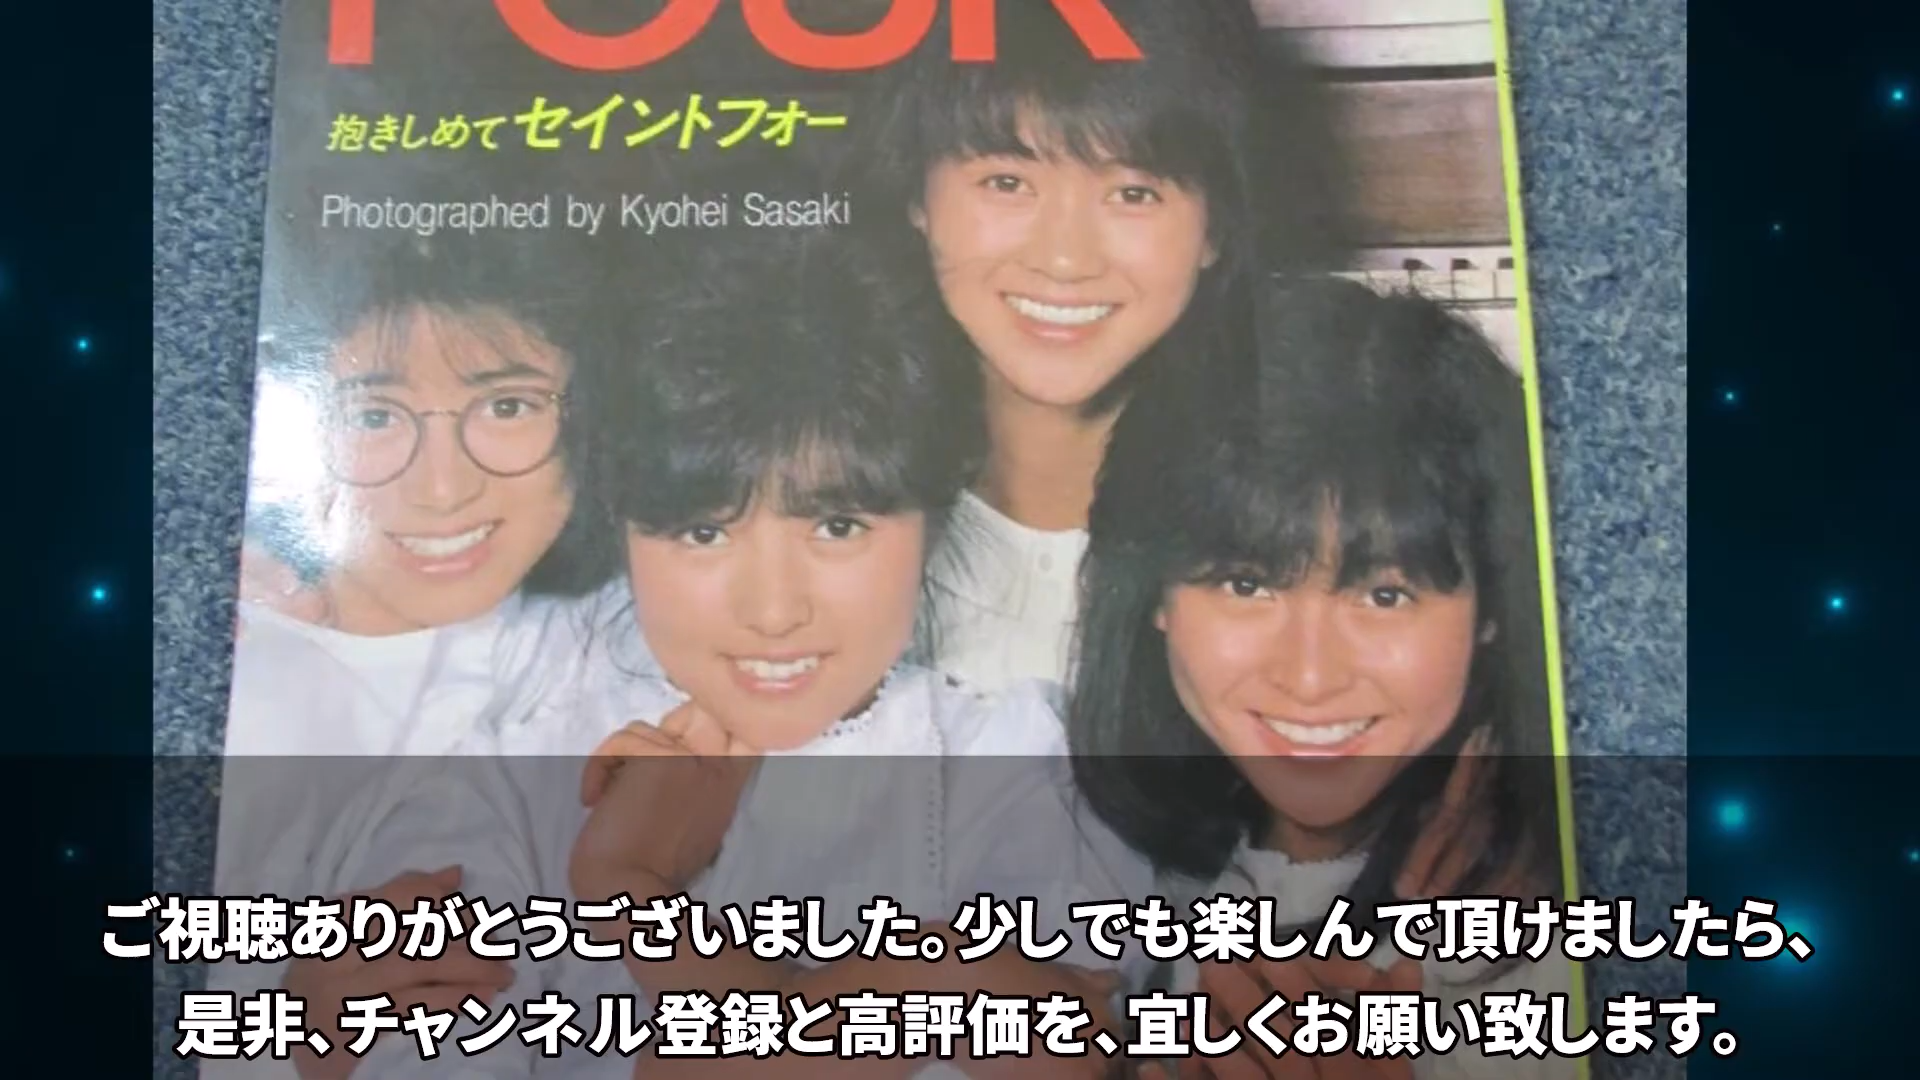 FOUR
抱きしめてセイントフォー
Photographed by Kyohei Sasaki
ご視聴ありがとうございました。少しでも楽しんで頂けましたら、
是非、チャンネル登録と高評価を、宜しくお願い致します。